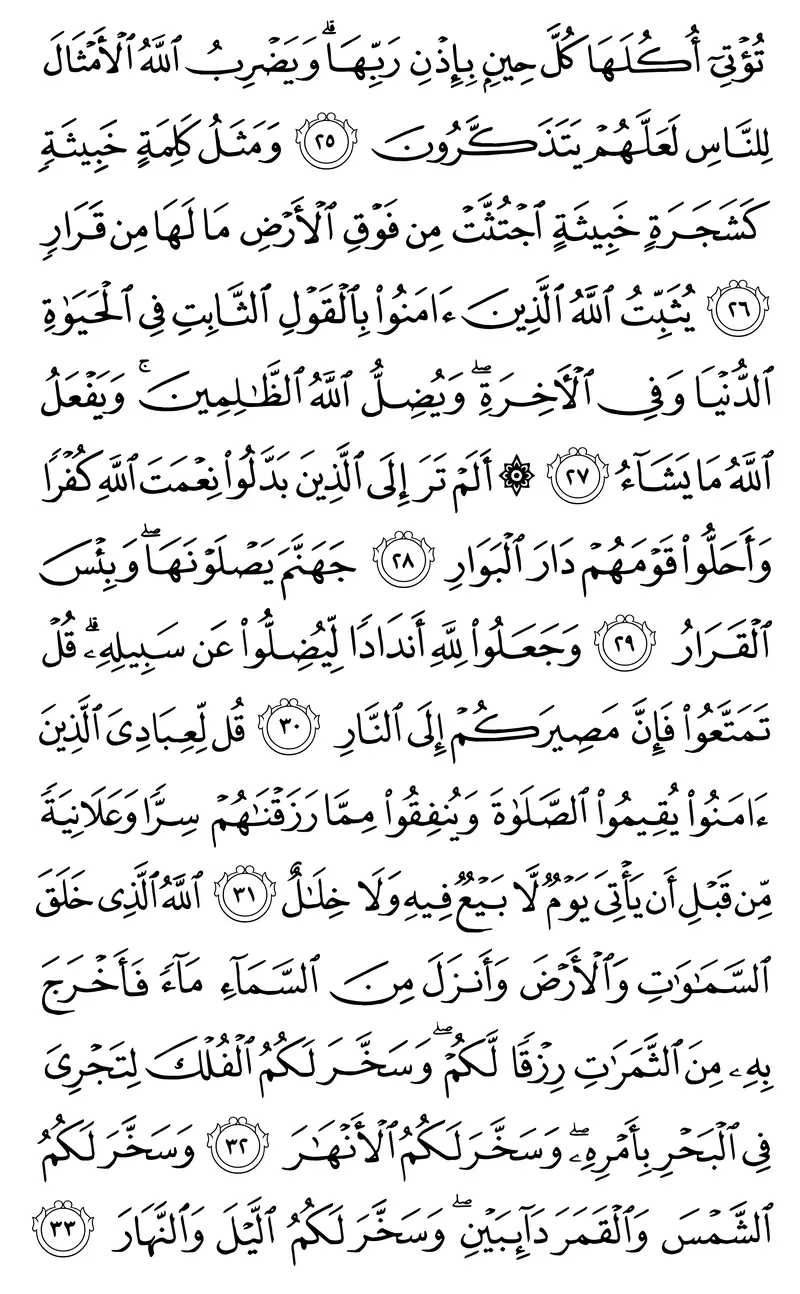 تُؤۡتِيٓ أُكُلَهَا كُلَّ حِينِۭ بِإِذۡنِ رَبِّهَاۗ وَيَضۡرِبُ ٱللَّهُ ٱلۡأَمۡثَالَ
لِلنَّاسِ لَعَلَّهُمۡ يَتَذَكَّرُونَ ٢٥ وَمَثَلُ كَلِمَةٍ خَبِيثَةٖ
كَشَجَرَةٍ خَبِيثَةٍ ٱجۡتُثَّتۡ مِن فَوۡقِ ٱلۡأَرۡضِ مَا لَهَا مِن قَرَارٖ
٢٦ يُثَبِّتُ ٱللَّهُ ٱلَّذِينَ ءَامَنُواْ بِٱلۡقَوۡلِ ٱلثَّابِتِ فِي ٱلۡحَيَوٰةِ
ٱلدُّنۡيَا وَفِي ٱلۡأٓخِرَةِۖ وَيُضِلُّ ٱللَّهُ ٱلظَّٰلِمِينَۚ وَيَفۡعَلُ
ٱللَّهُ مَا يَشَآءُ ٢٧ ۞ أَلَمۡ تَرَ إِلَى ٱلَّذِينَ بَدَّلُواْ نِعۡمَتَ ٱللَّهِ كُفۡرٗا
وَأَحَلُّواْ قَوۡمَهُمۡ دَارَ ٱلۡبَوَارِ ٢٨ جَهَنَّمَ يَصۡلَوۡنَهَاۖ وَبِئۡسَ
ٱلۡقَرَارُ ٢٩ وَجَعَلُواْ لِلَّهِ أَندَادٗا لِّيُضِلُّواْ عَن سَبِيلِهِۦۗ قُلۡ
تَمَتَّعُواْ فَإِنَّ مَصِيرَكُمۡ إِلَى ٱلنَّارِ ٣٠ قُل لِّعِبَادِيَ ٱلَّذِينَ
ءَامَنُواْ يُقِيمُواْ ٱلصَّلَوٰةَ وَيُنفِقُواْ مِمَّا رَزَقۡنَٰهُمۡ سِرّٗا وَعَلَانِيَةٗ
مِّن قَبۡلِ أَن يَأۡتِيَ يَوۡمٞ لَّا بَيۡعٞ فِيهِ وَلَا خِلَٰلٌ ٣١ ٱللَّهُ ٱلَّذِي خَلَقَ
ٱلسَّمَٰوَٰتِ وَٱلۡأَرۡضَ وَأَنزَلَ مِنَ ٱلسَّمَآءِ مَآءٗ فَأَخۡرَجَ
بِهِۦ مِنَ ٱلثَّمَرَٰتِ رِزۡقٗا لَّكُمۡۖ وَسَخَّرَ لَكُمُ ٱلۡفُلۡكَ لِتَجۡرِيَ
فِي ٱلۡبَحۡرِ بِأَمۡرِهِۦۖ وَسَخَّرَ لَكُمُ ٱلۡأَنۡهَٰرَ ٣٢ وَسَخَّرَ لَكُمُ
ٱلشَّمۡسَ وَٱلۡقَمَرَ دَآئِبَيۡنِۖ وَسَخَّرَ لَكُمُ ٱلَّيۡلَ وَٱلنَّهَارَ ٣٣